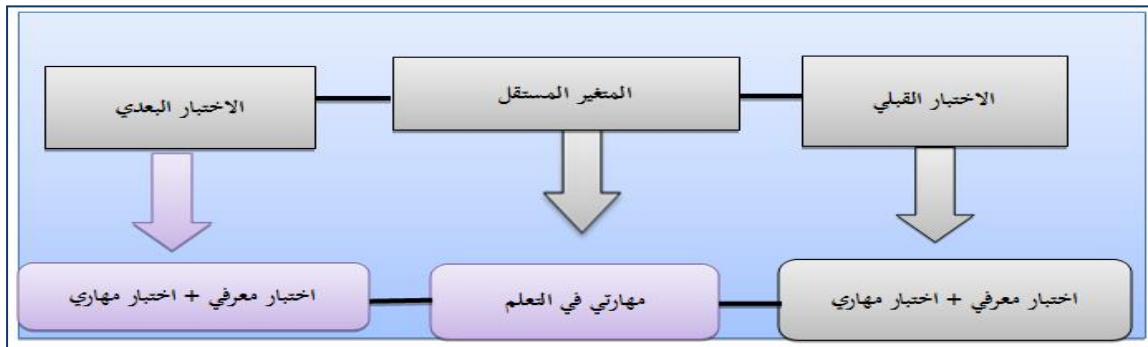 الاختبار القبلي
المتغير المستقل
الاختبار البعدي
اختبار معرفي + اختبار مهاري
مهارتي في التعلم
اختبار معرفي + اختبار مهاري